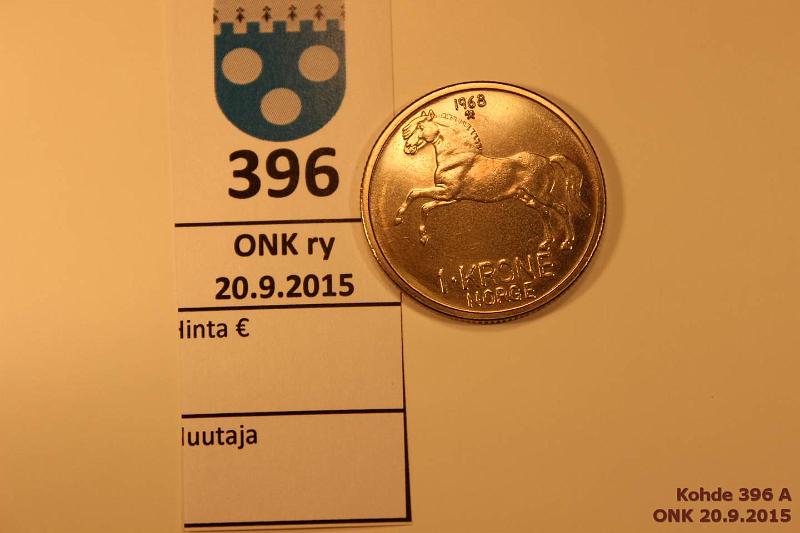 396
ONK ry
20.9.2015
Hinta €
Huutaja
1968
1 · KRONE
NORGE
Kohde 396 A
ONK 20.9.2015